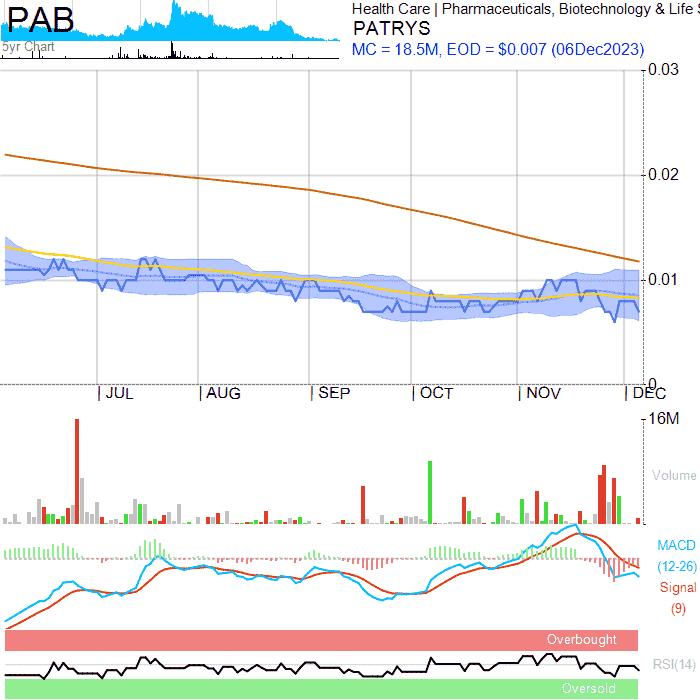 PAB
5yr Chart
Health Care | Pharmaceuticals, Biotechnology & Life S
PATRYS
MC = 18.5M, EOD = $0.007 (06Dec2023)
0.03
0.02
0.01
0
| JUL | AUG | SEP | OCT | NOV | DEC
16M
Volume
MACD
(12-26)
Signal
(9)
Overbought
RSI(14)
Oversold